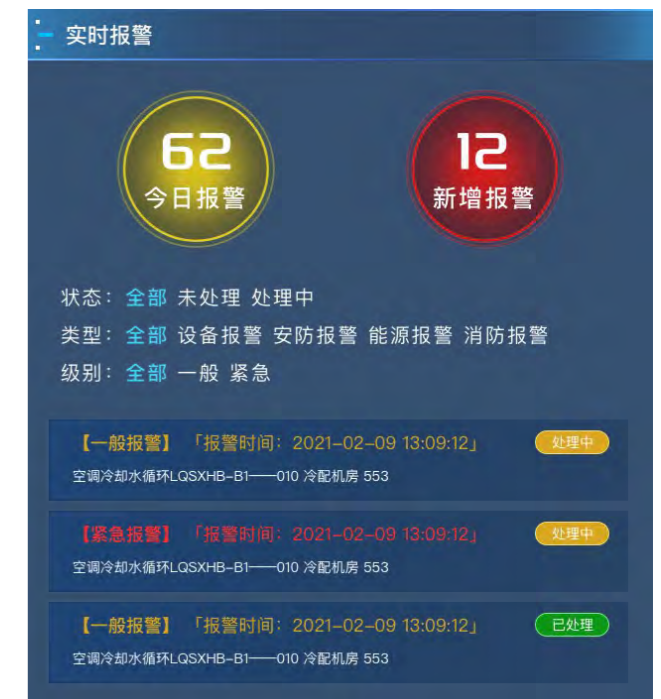 实时报警
62
今日报警
12
新增报警
状态：全部 未处理 处理中
类型：全部 设备报警 安防报警 能源报警 消防报警
级别：全部 一般 紧急
【一般报警】「报警时间：2021-02-09 13:09:12」 处理中
空调冷却水循环LQSXHB-B1——010 冷配机房 553
【紧急报警】「报警时间：2021-02-09 13:09:12」 处理中
空调冷却水循环LQSXHB-B1——010 冷配机房 553
【一般报警】「报警时间：2021-02-09 13:09:12」 已处理
空调冷却水循环LQSXHB-B1——010 冷配机房 553